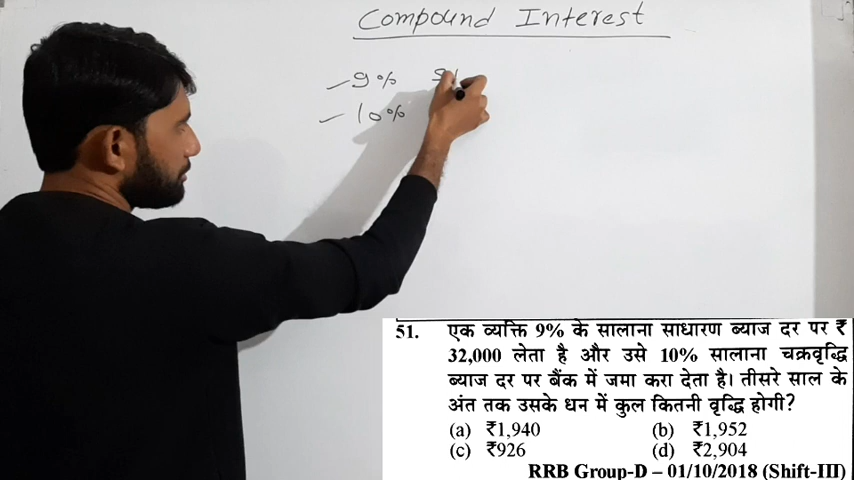 Compound Interest
9%
10%
51. एक व्यक्ति 9% के सालाना साधारण ब्याज दर पर ₹
32,000 लेता है और उसे 10% सालाना चक्रवृद्धि
ब्याज दर पर बैंक में जमा करा देता है। तीसरे साल के
अंत तक उसके धन में कुल कितनी वृद्धि होगी?
(a) ₹1,940 (b) ₹1,952
(c) ₹926 (d) ₹2,904
RRB Group-D – 01/10/2018 (Shift-III)